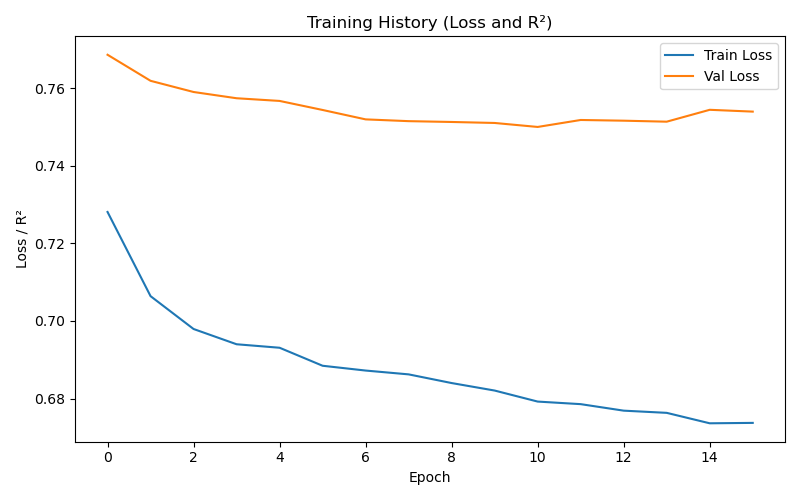 Training History (Loss and R²)
Train Loss
Val Loss
0.76
0.74
0.72
0.70
0.68
Loss / R²
0 2 4 6 8 10 12 14
Epoch